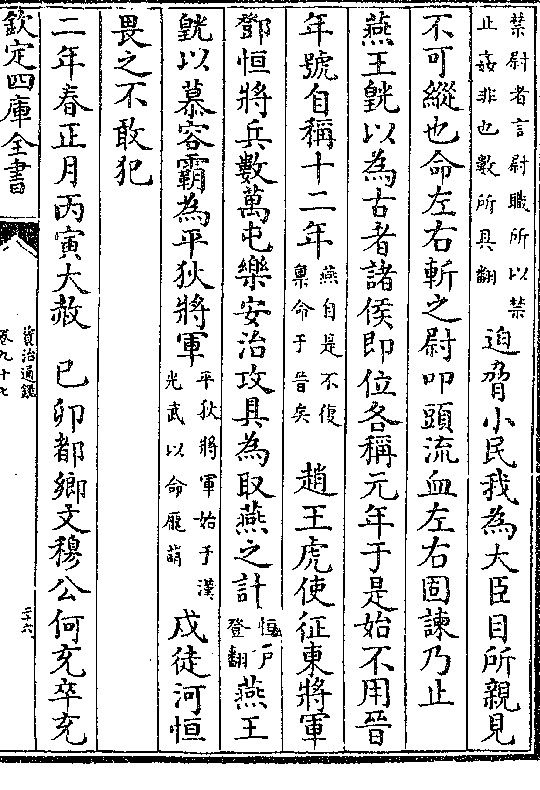 禁尉者言尉職所以禁
止姦非也數所具翻
迫脅小民我為大臣目所親見
不可縱也命左右斬之尉叩頭流血左右固諫乃止
燕王皝以為古者諸侯即位各稱元年于是始不用晉
年號自稱十二年
燕自是不復
稟命于晉矣
趙王虎使征東將軍
鄧恒將兵數萬屯樂安治攻具為取燕之計
恒戶
登翻
燕王
皝以慕容霸為平狄將軍
平狄將軍始于漢
光武以命龐萌
戍徒河恒
畏之不敢犯
二年春正月丙寅大赦 己卯都鄉文穆公何充卒充
欽定四庫全書
資治通鑑
卷九十七
三六